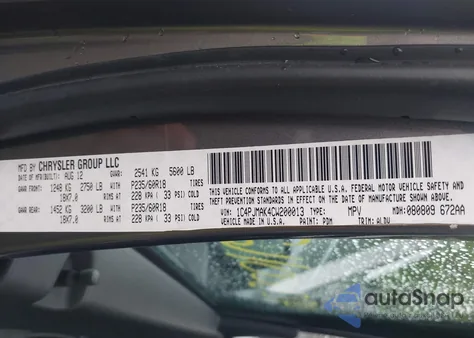 MFD BY CHRYSLER GROUP LLC
DATE OF MFR(BUILT): AUG 12 GVWR: 2541 KG 5600 LB
GAWR FRONT: 1248 KG 2750 LB WITH P235/60R18 TIRES
18X7.0 RIMS @ 228 KPA ( 33 PSI) COLD
GAWR REAR: 1452 KG 3200 LB WITH P235/60R18 TIRES
18X7.0 RIMS @ 228 KPA ( 33 PSI) COLD
THIS VEHICLE CONFORMS TO ALL APPLICABLE U.S.A. FEDERAL MOTOR VEHICLE SAFETY,
BUMPER AND THEFT PREVENTION STANDARDS IN EFFECT ON THE DATE OF MANUFACTURE SHOWN ABOVE.
VIN: 1C4PJMAK4CW200013 TYPE: MPV MDH: 080809 672AA
VEHICLE MADE IN U.S.A. PAINT: PDM TRIM: ALDV
autoSnap